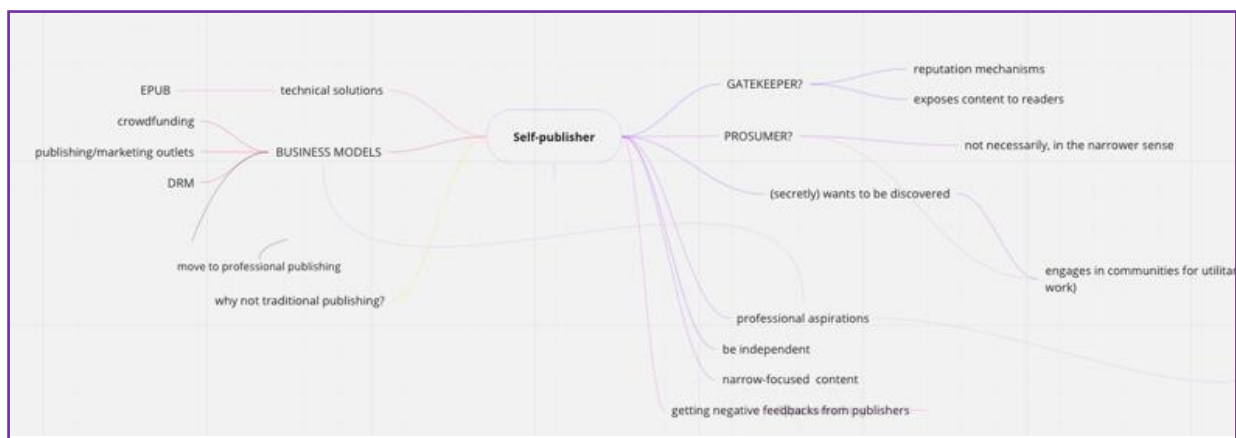 EPUB
technical solutions
crowdfunding
publishing/marketing outlets
BUSINESS MODELS
DRM
move to professional publishing
why not traditional publishing?
Self-publisher
GATEKEEPER?
reputation mechanisms
exposes content to readers
PROSUMER?
not necessarily, in the narrower sense
(secretly) wants to be discovered
engages in communities for
work)
professional aspirations
be independent
narrow-focused content
getting negative feedbacks from publishers